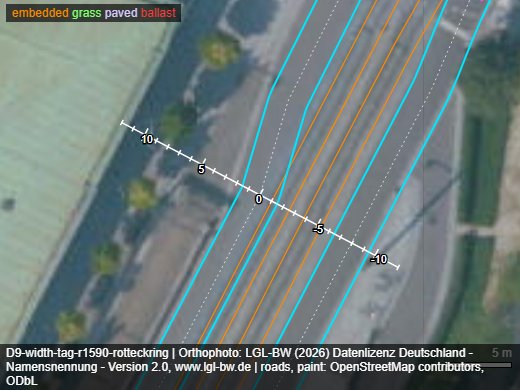 embedded grass paved ballast
10
5
0
-5
-10
5 m
D9-width-tag-r1590-rotteckring | Orthophoto: LGL-BW (2026) Datenlizenz Deutschland -
Namensnennung - Version 2.0, www.lgl-bw.de | roads, paint: OpenStreetMap contributors,
ODbL